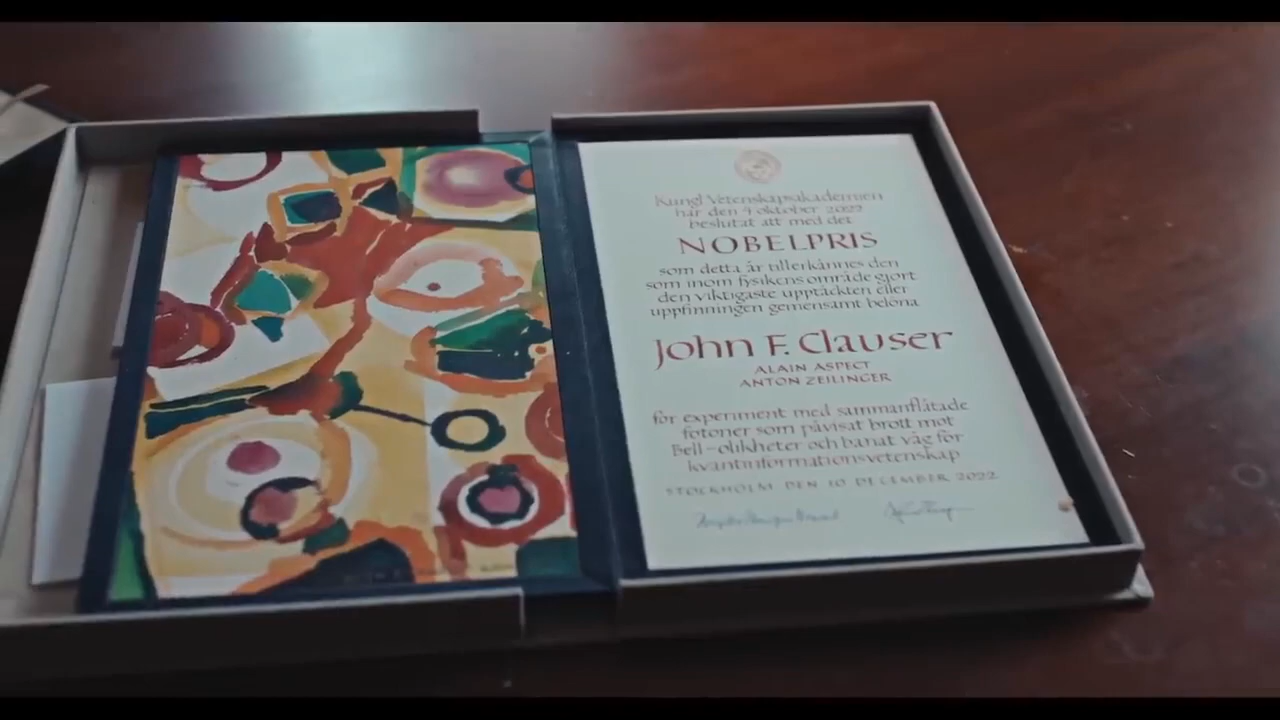 Kungl Vetenskapsakademien
har den 4 oktober 2022
beslutat att med det
NOBELPRIS
som detta år tillerkännes den
som inom fysikens område gjort
den viktigaste upptäckten eller
uppfinningen gemensamt belöna
John F. Clauser
ALAIN ASPECT
ANTON ZEILINGER
för experiment med sammanflätade
fotoner som påvisat brott mot
Bell-olikheter och banat väg för
kvantinformationsvetenskap
STOCKHOLM DEN 10 DECEMBER 2022